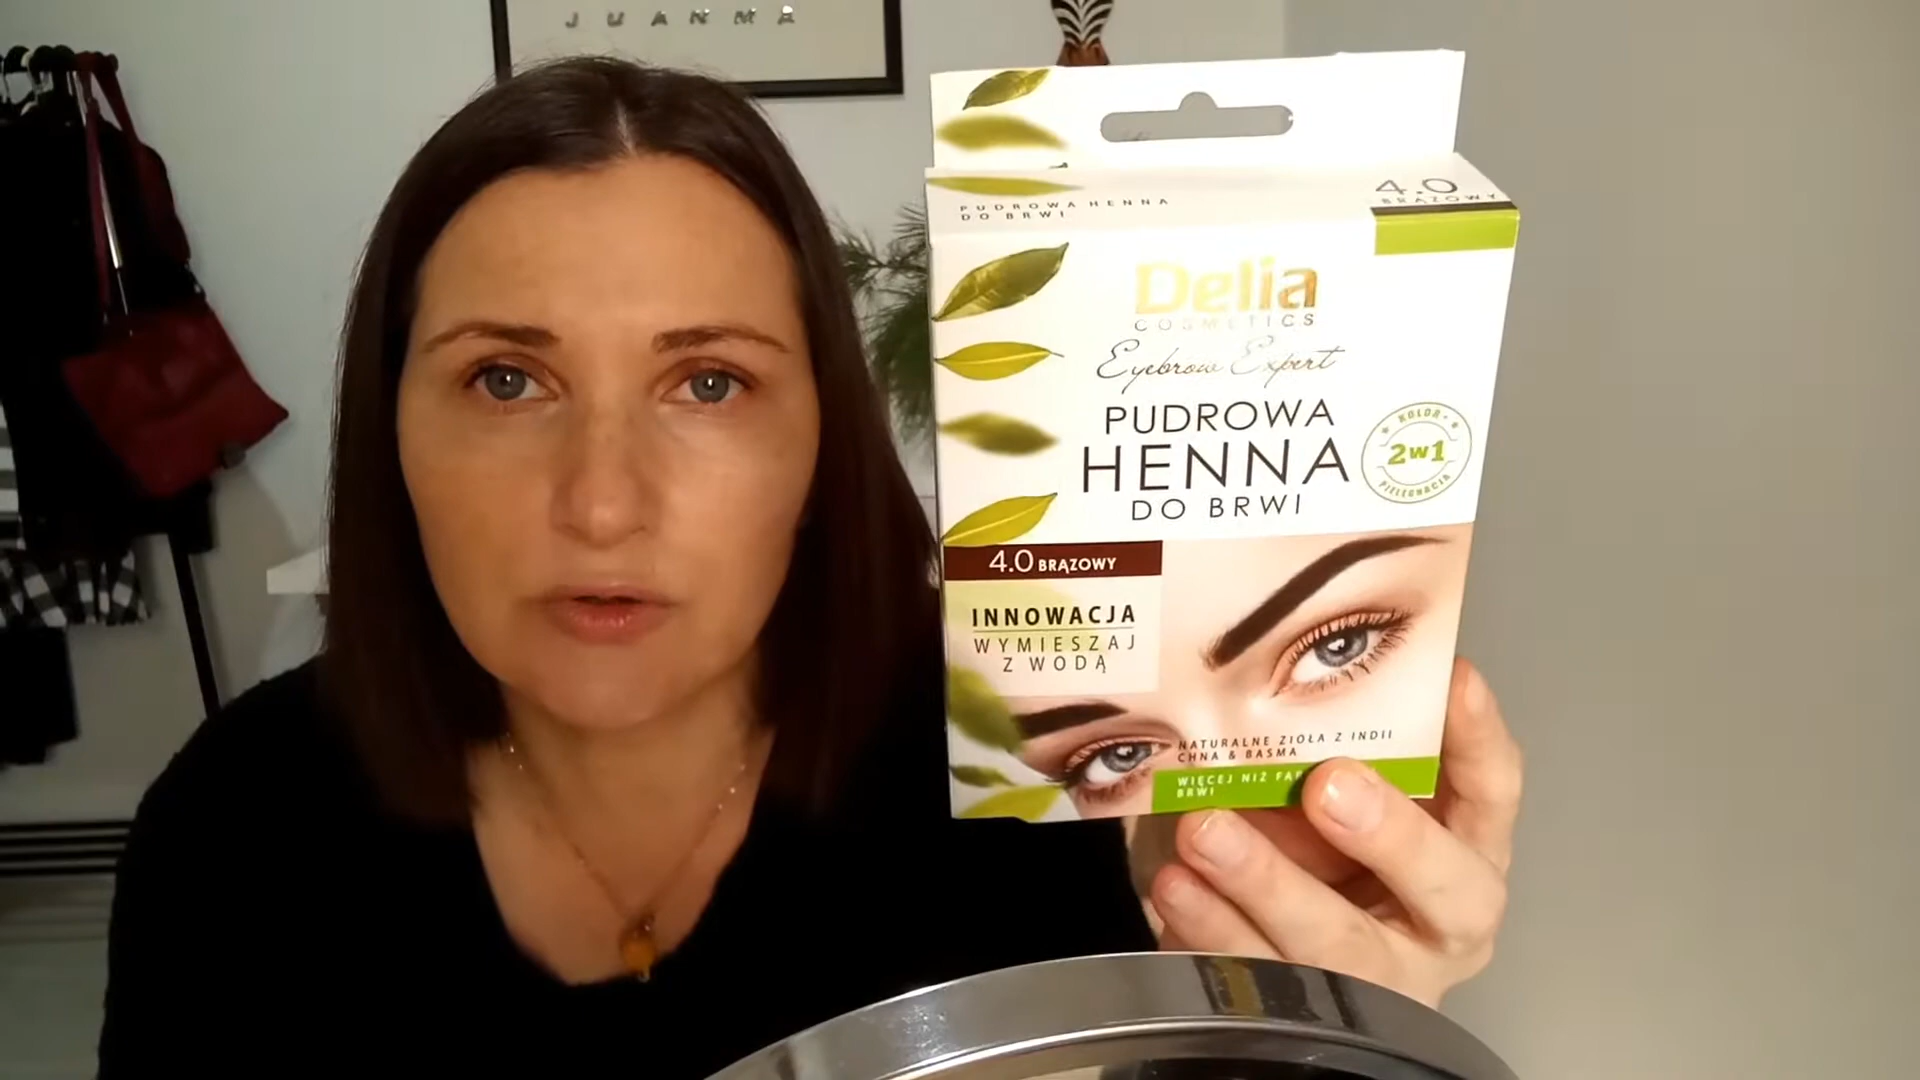 JUANMA
PUDROWA HENNA
DO BRWI
4.0
BRĄZOWY
Delia
COSMETICS
Eyebrow Expert
PUDROWA
HENNA
DO BRWI
KOLOR+
2w1
PIELĘGNACJA
4.0 BRĄZOWY
INNOWACJA
WYMIESZAJ
Z WODĄ
NATURALNE ZIOŁA Z INDII
CHNA & BASMA
WIĘCEJ NIŻ
BRWI